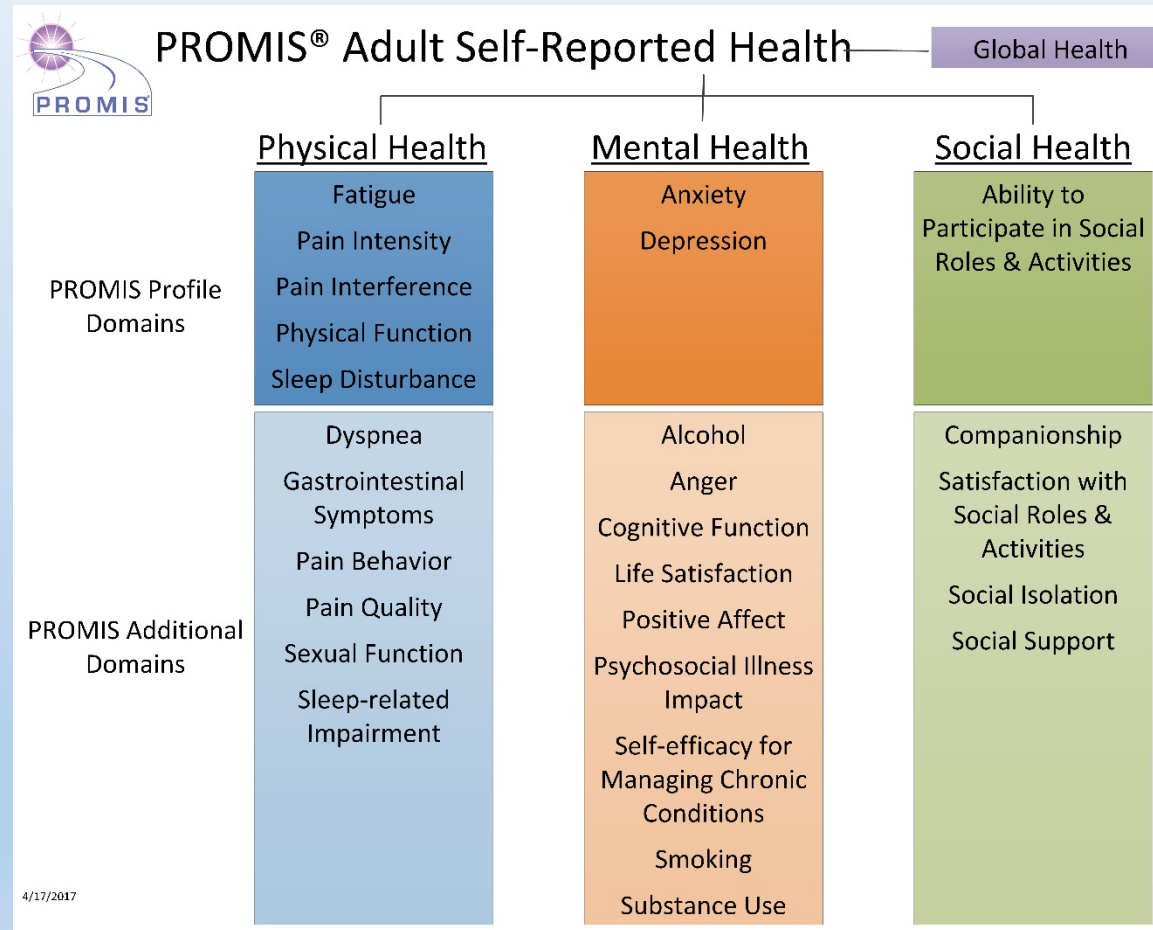 PROMIS® Adult Self-Reported Health
Global Health
PROMIS
Physical Health
Mental Health
Social Health
PROMIS Profile
Domains
Fatigue
Pain Intensity
Pain Interference
Physical Function
Sleep Disturbance
Anxiety
Depression
Ability to
Participate in Social
Roles & Activities
PROMIS Additional
Domains
Dyspnea
Gastrointestinal
Symptoms
Pain Behavior
Pain Quality
Sexual Function
Sleep-related
Impairment
Alcohol
Anger
Cognitive Function
Life Satisfaction
Positive Affect
Psychosocial Illness
Impact
Self-efficacy for
Managing Chronic
Conditions
Smoking
Substance Use
Companionship
Satisfaction with
Social Roles &
Activities
Social Isolation
Social Support
4/17/2017